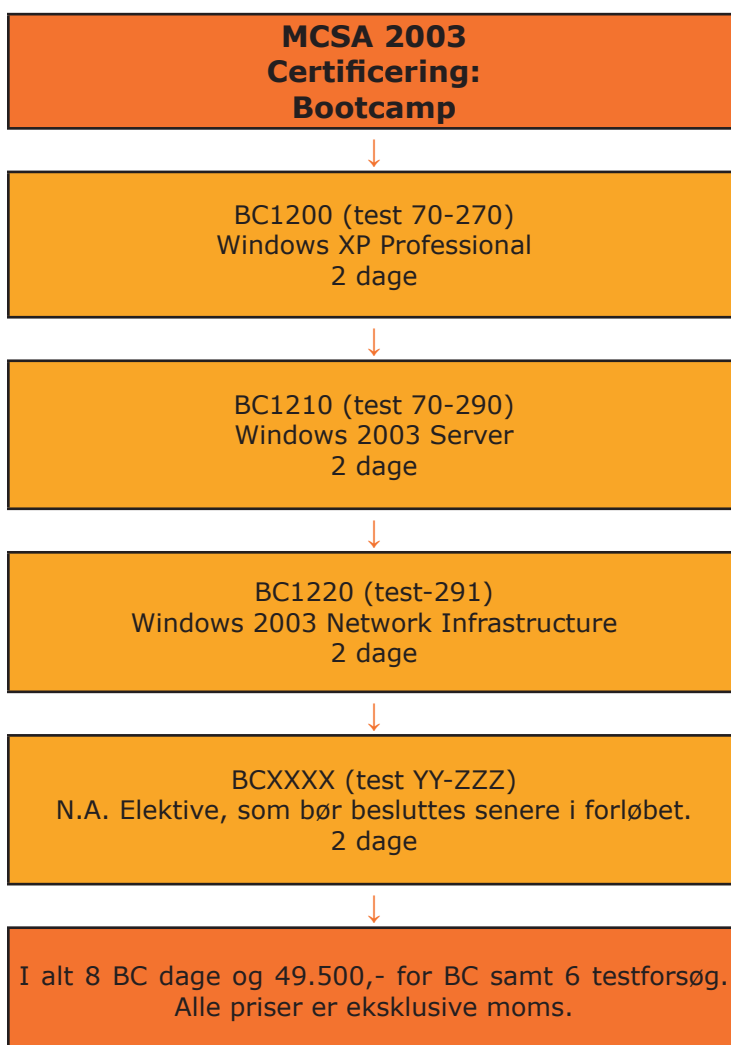 MCSA 2003
Certificering:
Bootcamp
↓
BC1200 (test 70-270)
Windows XP Professional
2 dage
↓
BC1210 (test 70-290)
Windows 2003 Server
2 dage
↓
BC1220 (test-291)
Windows 2003 Network Infrastructure
2 dage
↓
BCXXXX (test YY-ZZZ)
N.A. Elektive, som bør besluttes senere i forløbet.
2 dage
↓
I alt 8 BC dage og 49.500,- for BC samt 6 testforsøg.
Alle priser er eksklusive moms.